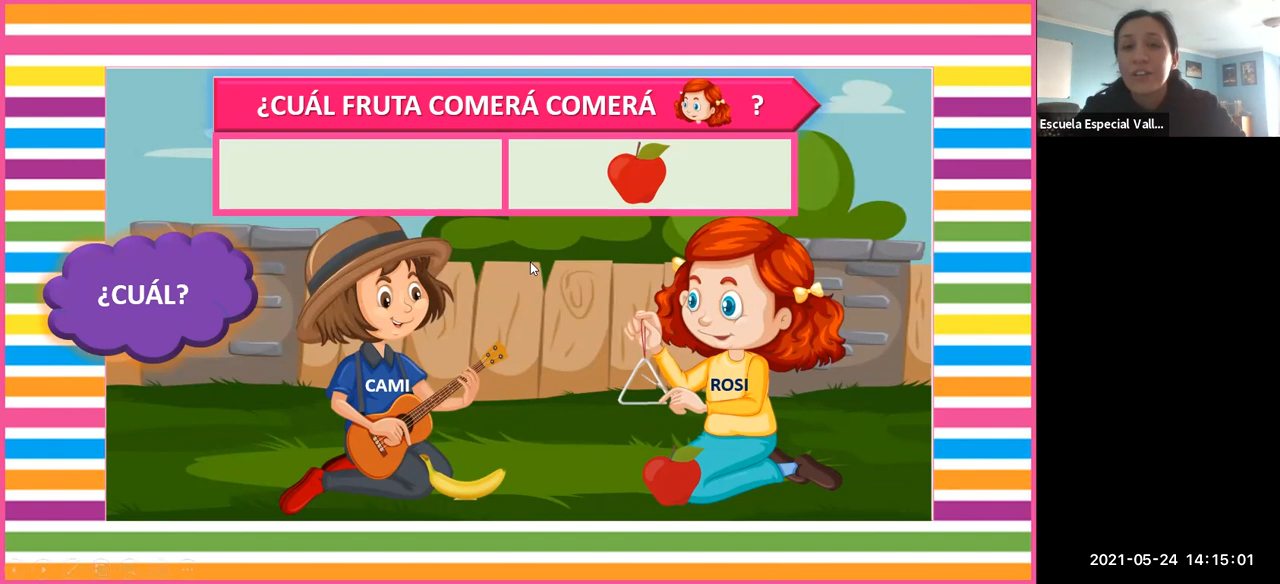 ¿CUÁL FRUTA COMERÁ COMERÁ ?
¿CUÁL?
CAMI
ROSI
Escuela Especial Vall...
2021-05-24 14:15:01